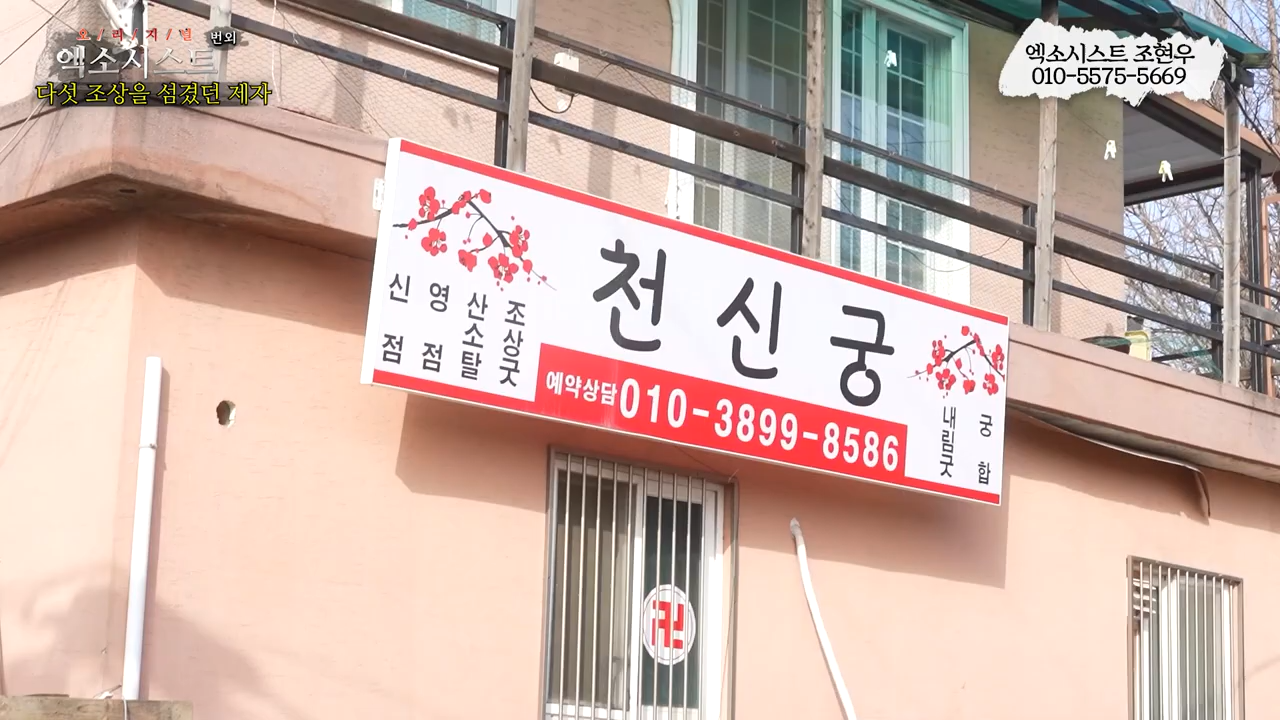 오/리/지/널
엑소시스트 번외
다섯 조상을 섬겼던 제자
엑소시스트 조현우
010-5575-5669
신점
영점
산소탈
조상굿
천신궁
예약상담 010-3899-8586
내림굿
궁합
卍